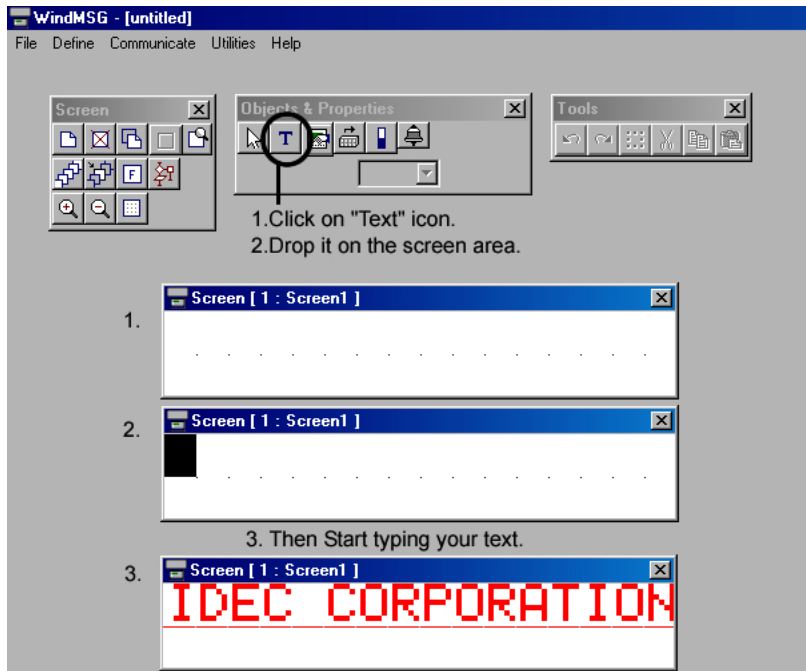 WindMSG - [untitled]
File Define Communicate Utilities Help
Screen
Objects & Properties
Tools
T
F
1.Click on "Text" icon.
2.Drop it on the screen area.
1.
Screen [ 1 : Screen1 ]
2.
Screen [ 1 : Screen1 ]
3. Then Start typing your text.
3.
Screen [ 1 : Screen1 ]
IDEC CORPORATION